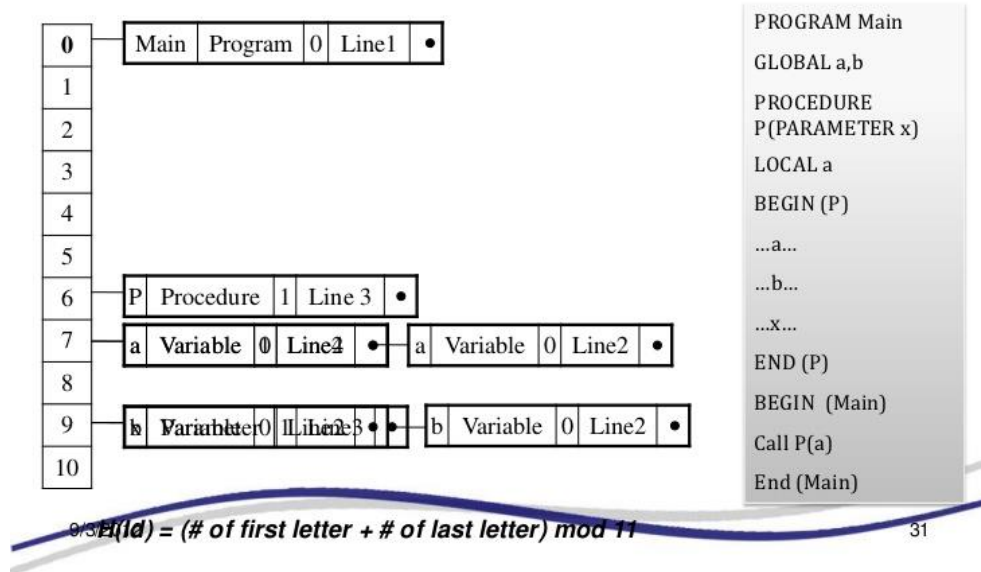 0 Main Program 0 Line1
1
2
3
4
5
6 P Procedure 1 Line 3
7 a Variable a Variable 0 Line2
8
9 b Variable 0 Line2
10
PROGRAM Main
GLOBAL a,b
PROCEDURE
P(PARAMETER x)
LOCAL a
BEGIN (P)
...a...
...b...
...x...
END (P)
BEGIN (Main)
Call P(a)
End (Main)
H(Id) = (# of first letter + # of last letter) mod 11
31